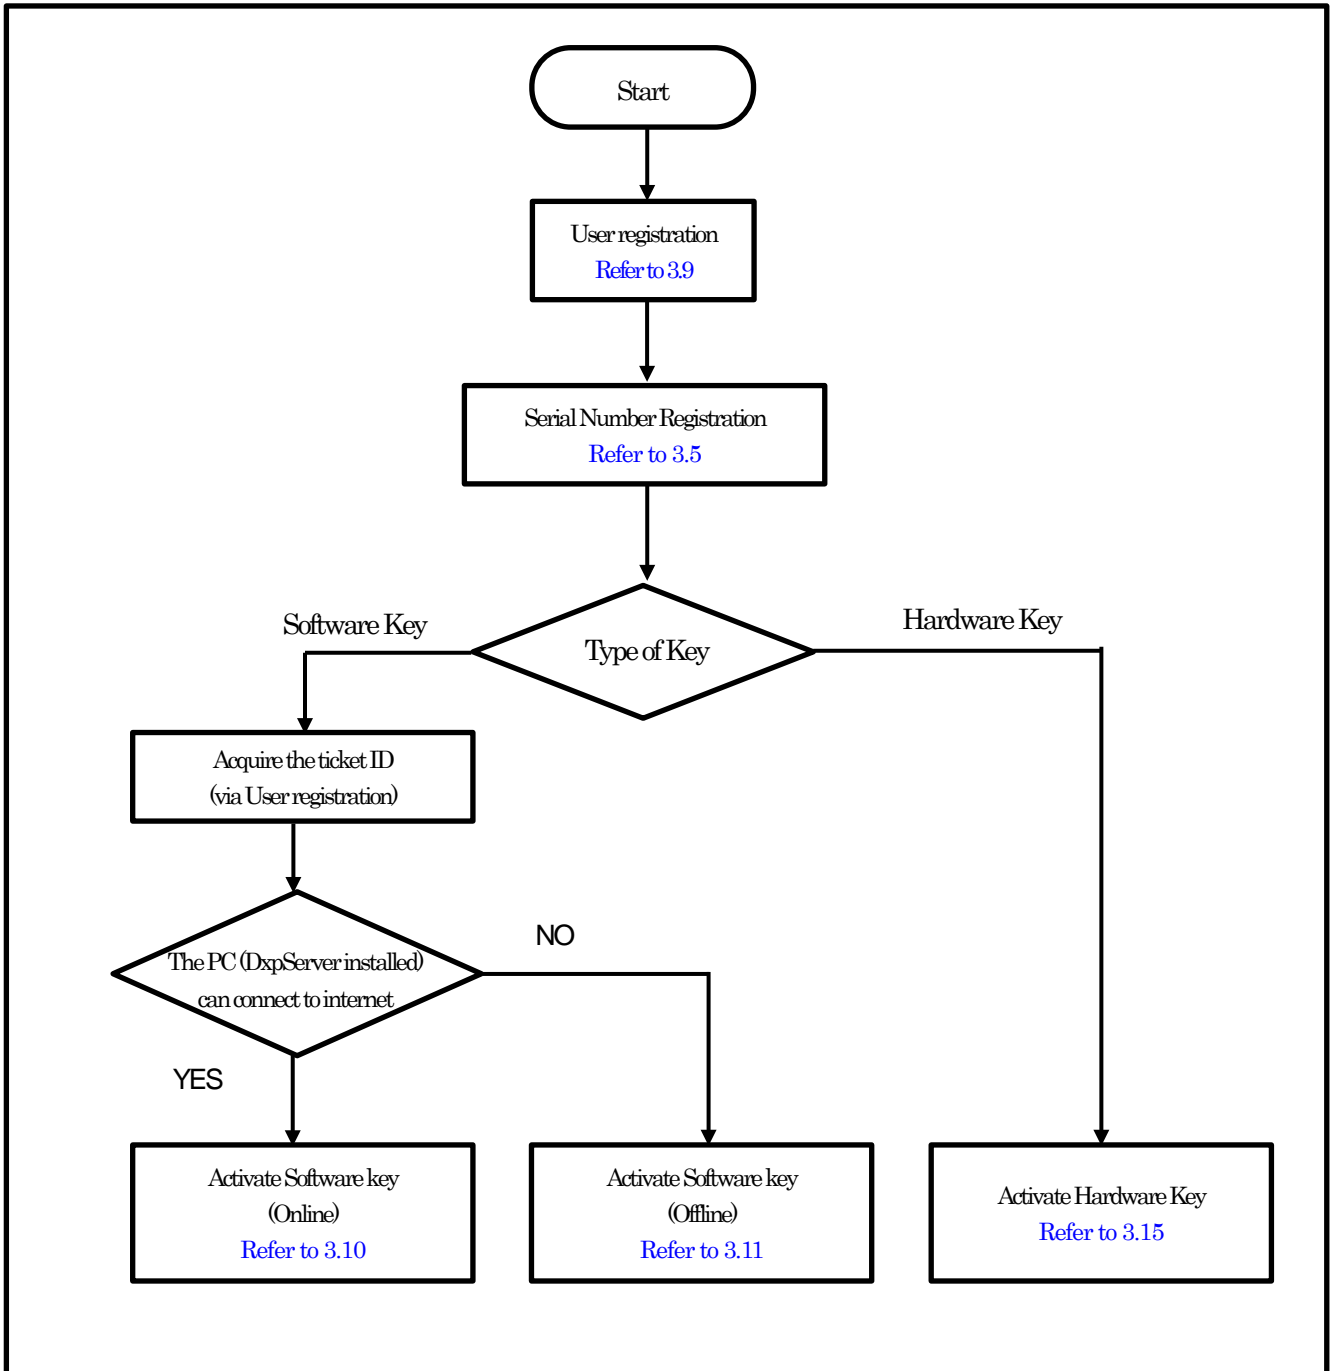 Start
User registration
Refer to 3.9
Serial Number Registration
Refer to 3.5
Software Key
Hardware Key
Type of Key
Acquire the ticket ID
(via User registration)
NO
The PC (DxpServer installed)
can connect to internet
YES
Activate Software key
(Online)
Refer to 3.10
Activate Software key
(Offline)
Refer to 3.11
Activate Hardware Key
Refer to 3.15